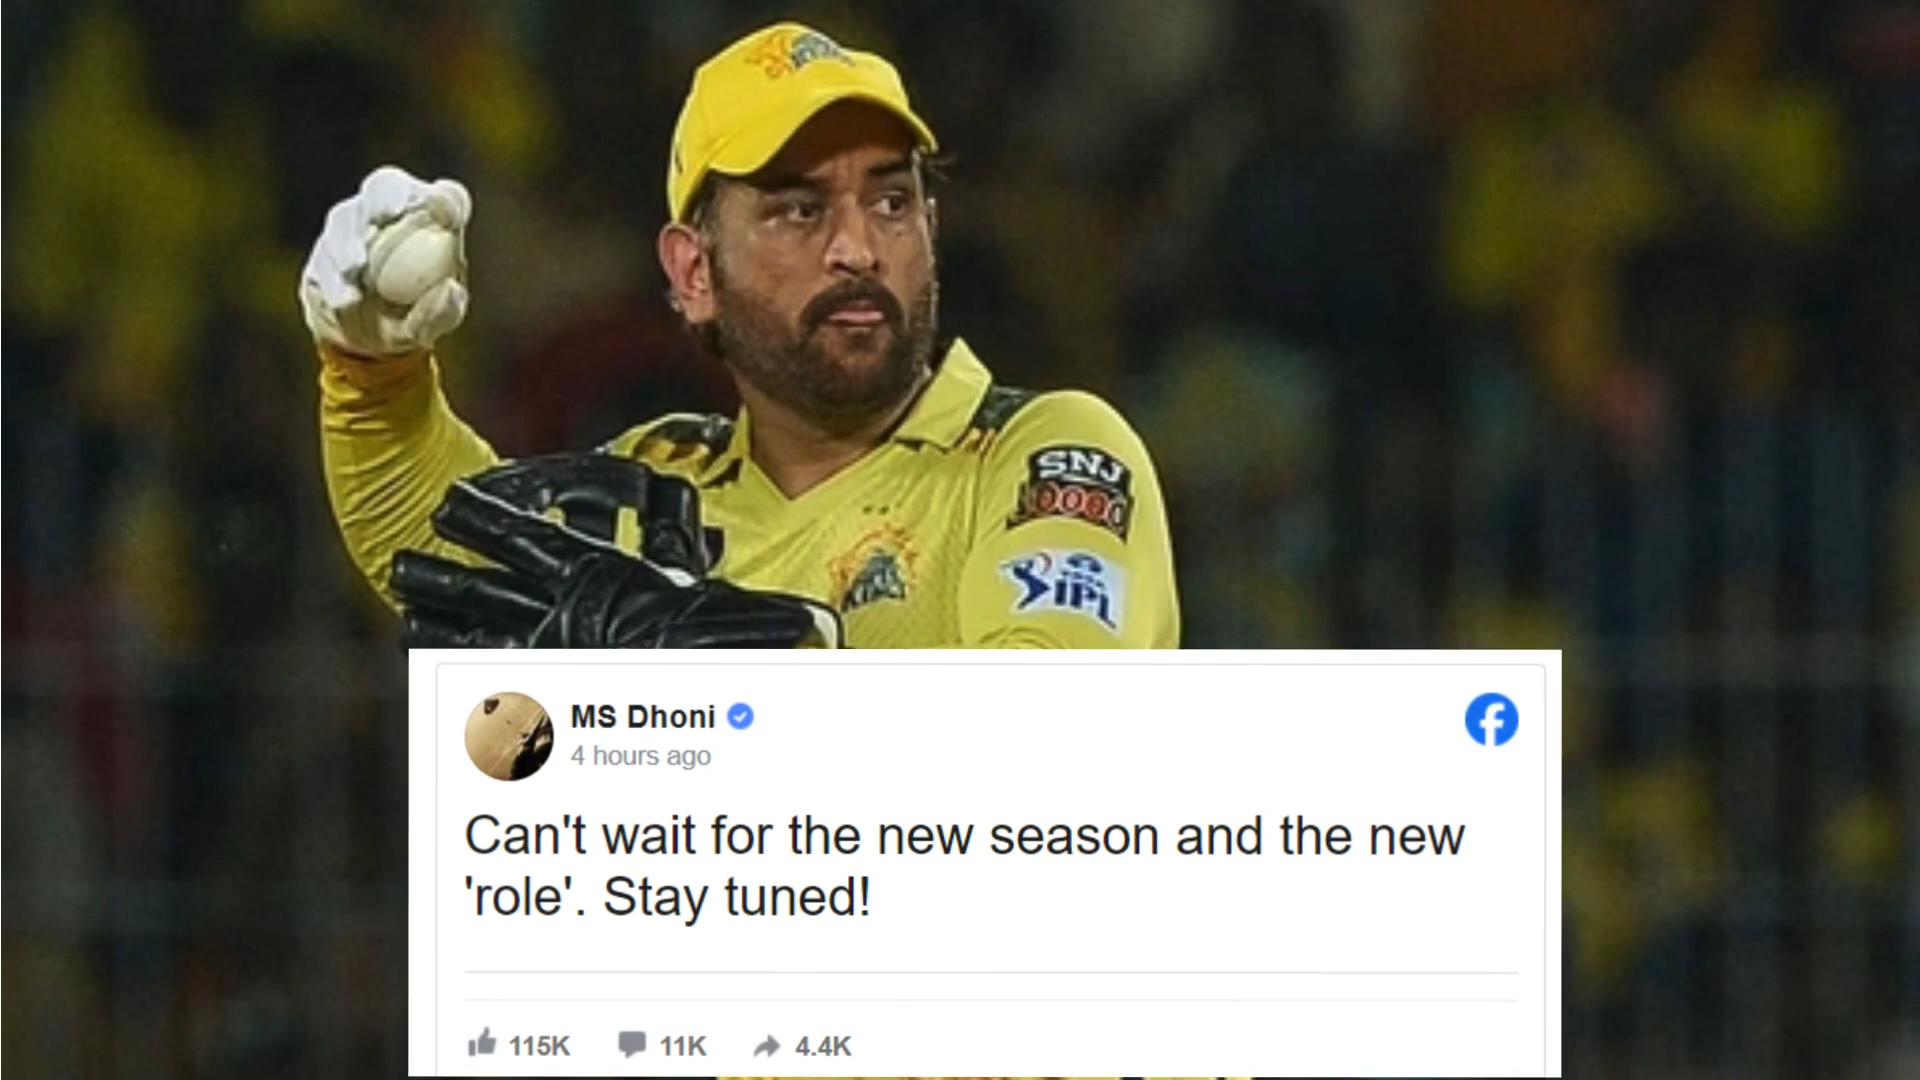 SNJ
10000
IPL
MS Dhoni
4 hours ago
Can't wait for the new season and the new
'role'. Stay tuned!
115K 11K 4.4K